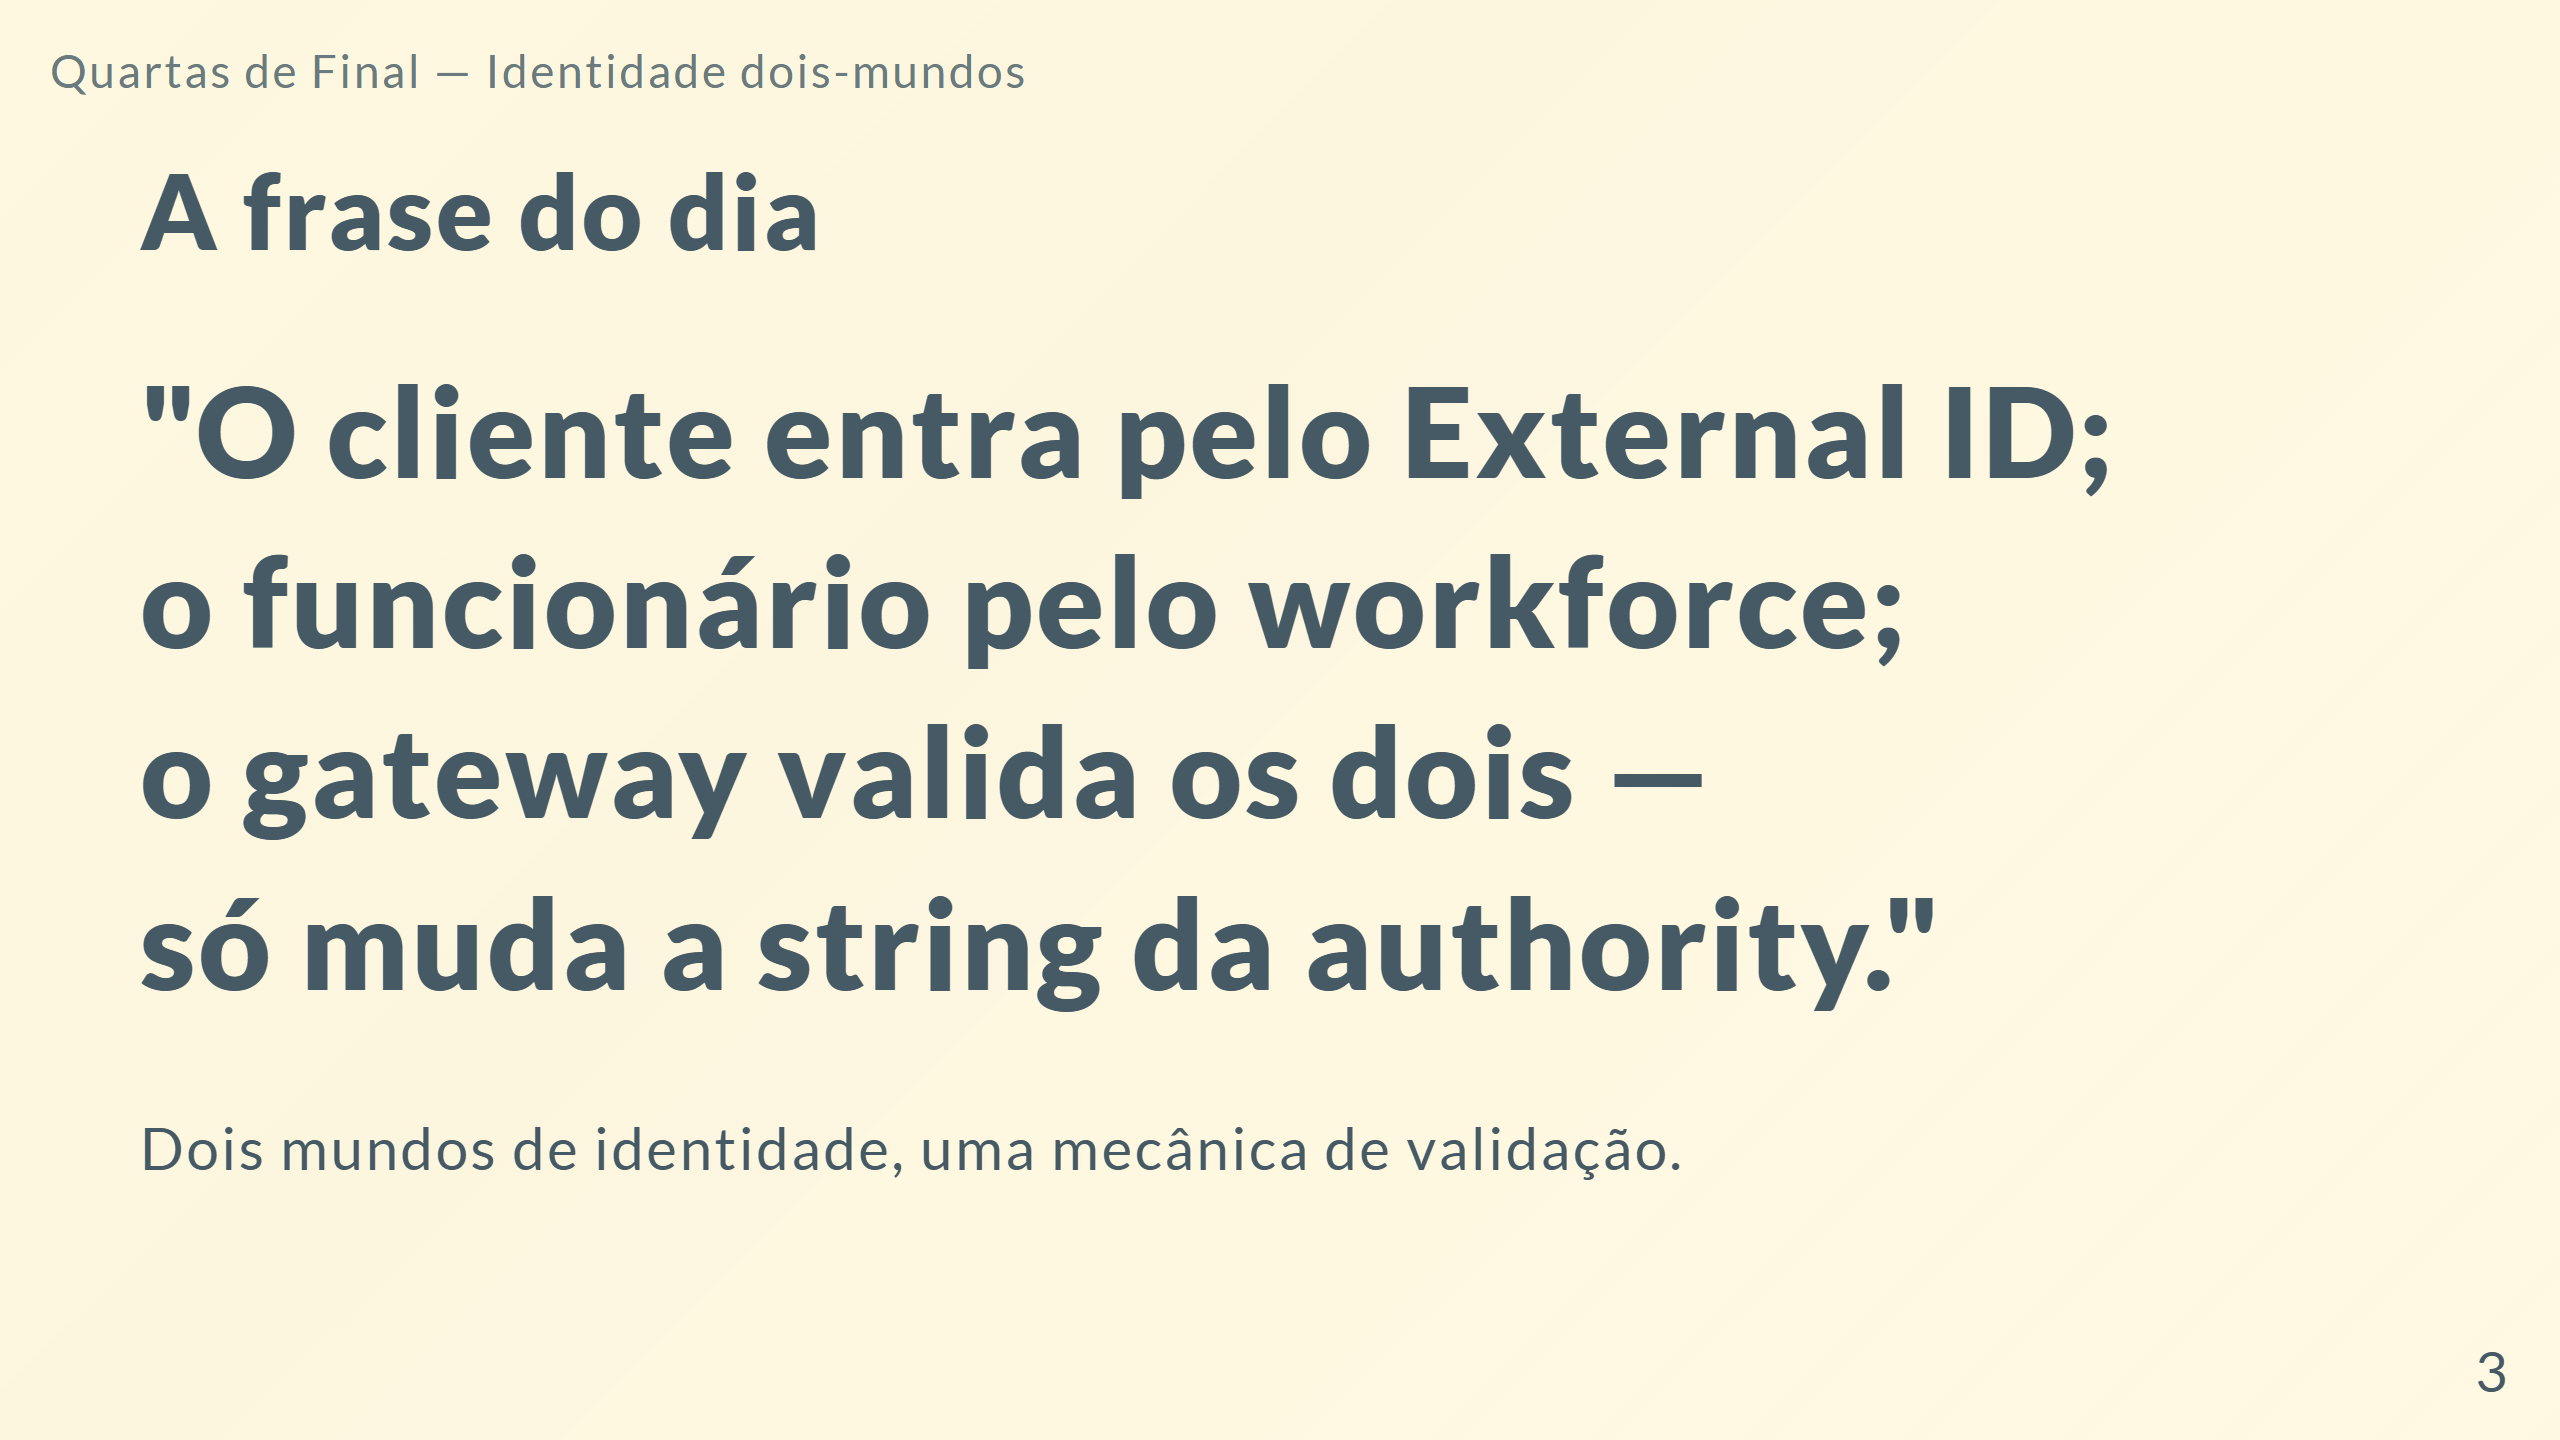 Quartas de Final — Identidade dois-mundos
A frase do dia
"O cliente entra pelo External ID;
o funcionário pelo workforce;
o gateway valida os dois —
só muda a string da authority."
Dois mundos de identidade, uma mecânica de validação.
3